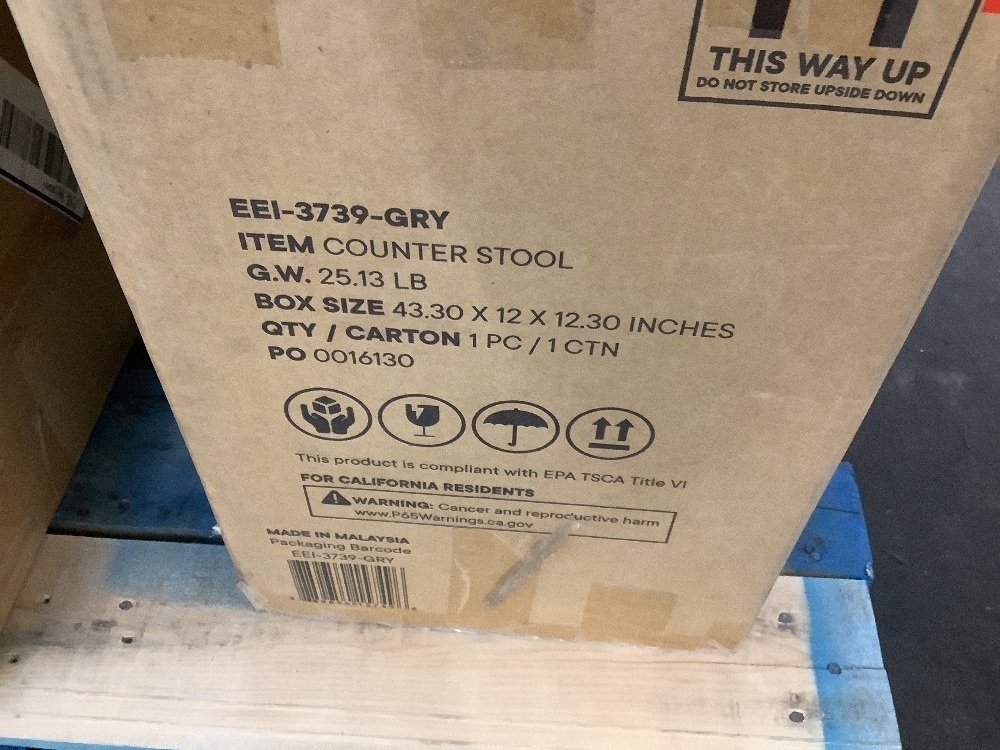 THIS WAY UP
DO NOT STORE UPSIDE DOWN
EEI-3739-GRY
ITEM COUNTER STOOL
G.W. 25.13 LB
BOX SIZE 43.30 X 12 X 12.30 INCHES
QTY / CARTON 1 PC / 1 CTN
PO 0016130
This product is compliant with EPA TSCA Title VI
FOR CALIFORNIA RESIDENTS
WARNING: Cancer and reproductive harm
www.P65Warnings.ca.gov
MADE IN MALAYSIA
Packaging Barcode
EEI-3739-GRY